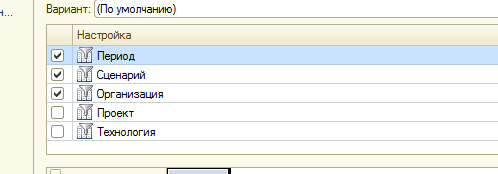 н...
Вариант: (По умолчанию)
Настройка
Период
Сценарий
Организация
Проект
Технология